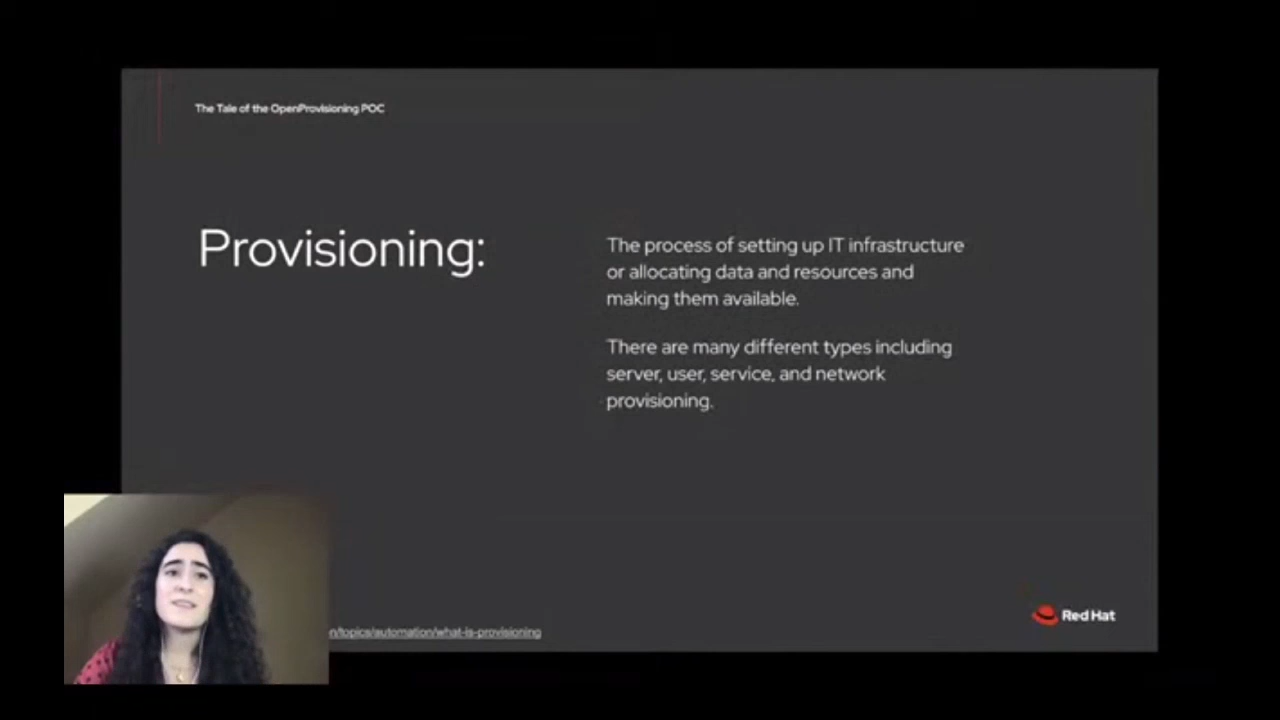 The Tale of the OpenProvisioning POC
Provisioning:
The process of setting up IT infrastructure
or allocating data and resources and
making them available.
There are many different types including
server, user, service, and network
provisioning.
n/topics/automation/what-is-provisioning
Red Hat